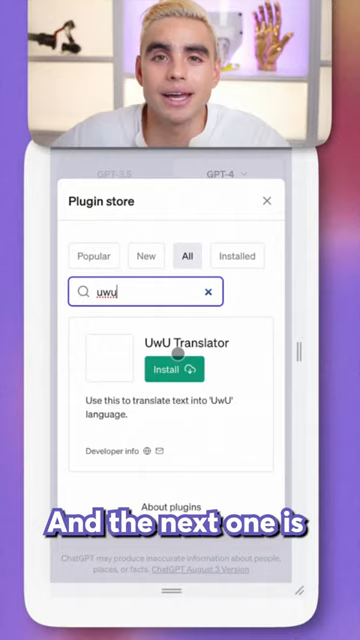 GPT-3.5
GPT-4
Plugin store
Popular
New
All
Installed
uwu
UwU Translator
Install
Use this to translate text into 'UwU'
language.
Developer info
About plugins
And the next one is
ChatGPT may produce inaccurate information about people,
places, or facts. ChatGPT August 3 Version